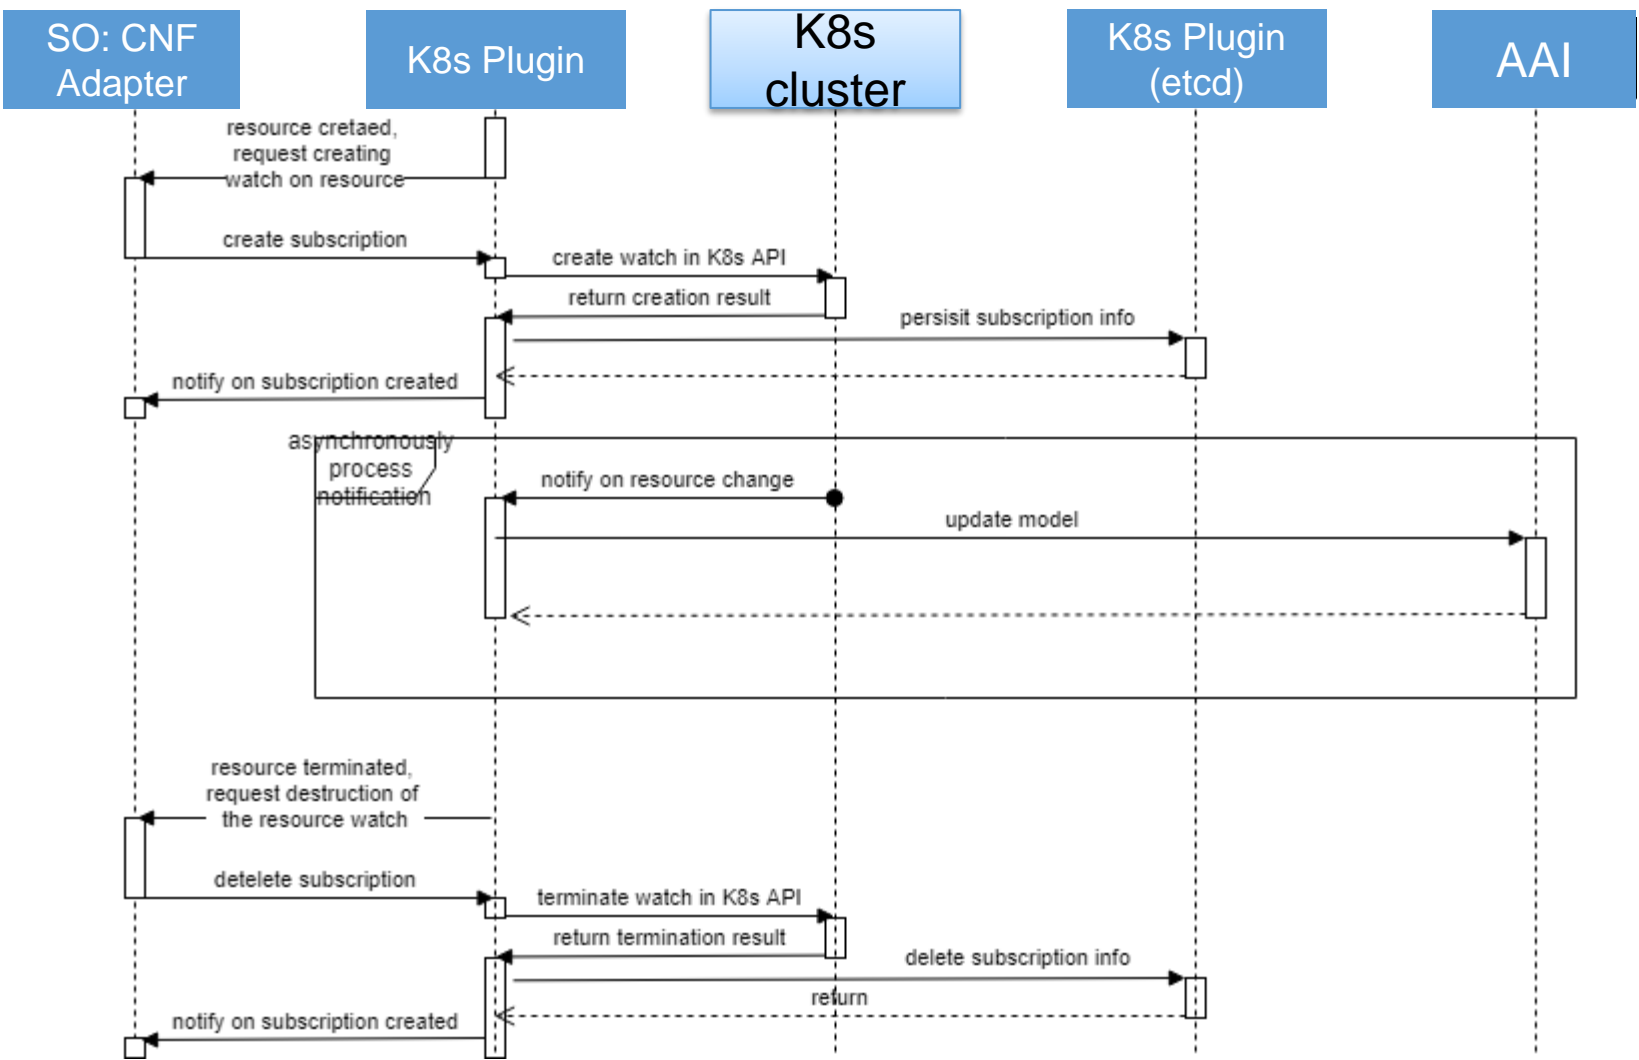 SO: CNF
Adapter
K8s Plugin
K8s
cluster
K8s Plugin
(etcd)
AAI
resource cretaed,
request creating
watch on resource
create subscription
create watch in K8s API
return creation result
persisit subscription info
notify on subscription created
asynchronously
process
notification
notify on resource change
update model
resource terminated,
request destruction of
the resource watch
detelete subscription
terminate watch in K8s API
return termination result
delete subscription info
return
notify on subscription created